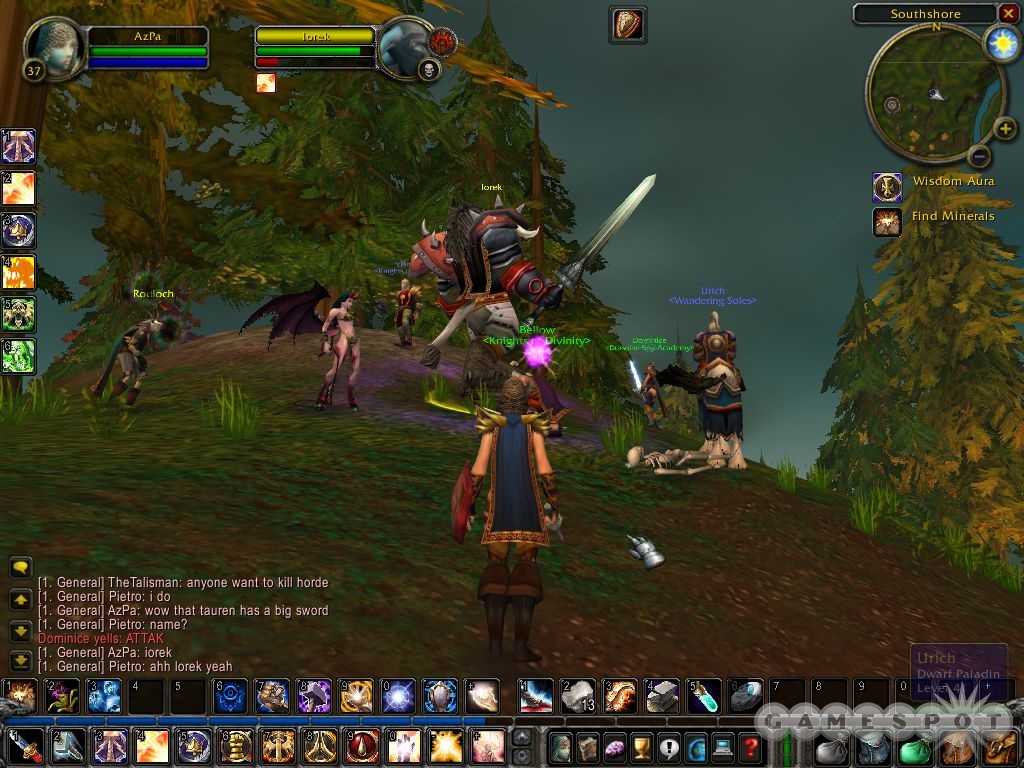 AzPa
37
Iorek
Southshore
N
Wisdom Aura
Find Minerals
Iorek
Rodloch
Urich
<Wandering Soles>
Bellow
<Knights of Divinity>
Dominice
[1. General] TheTalisman: anyone want to kill horde
[1. General] Pietro: i do
[1. General] AzPa: wow that tauren has a big sword
[1. General] Pietro: name?
Dominice yells: ATTAK
[1. General] AzPa: iorek
[1. General] Pietro: ahh Iorek yeah
Urich
Dwarf Paladin
13
GAMESPOT